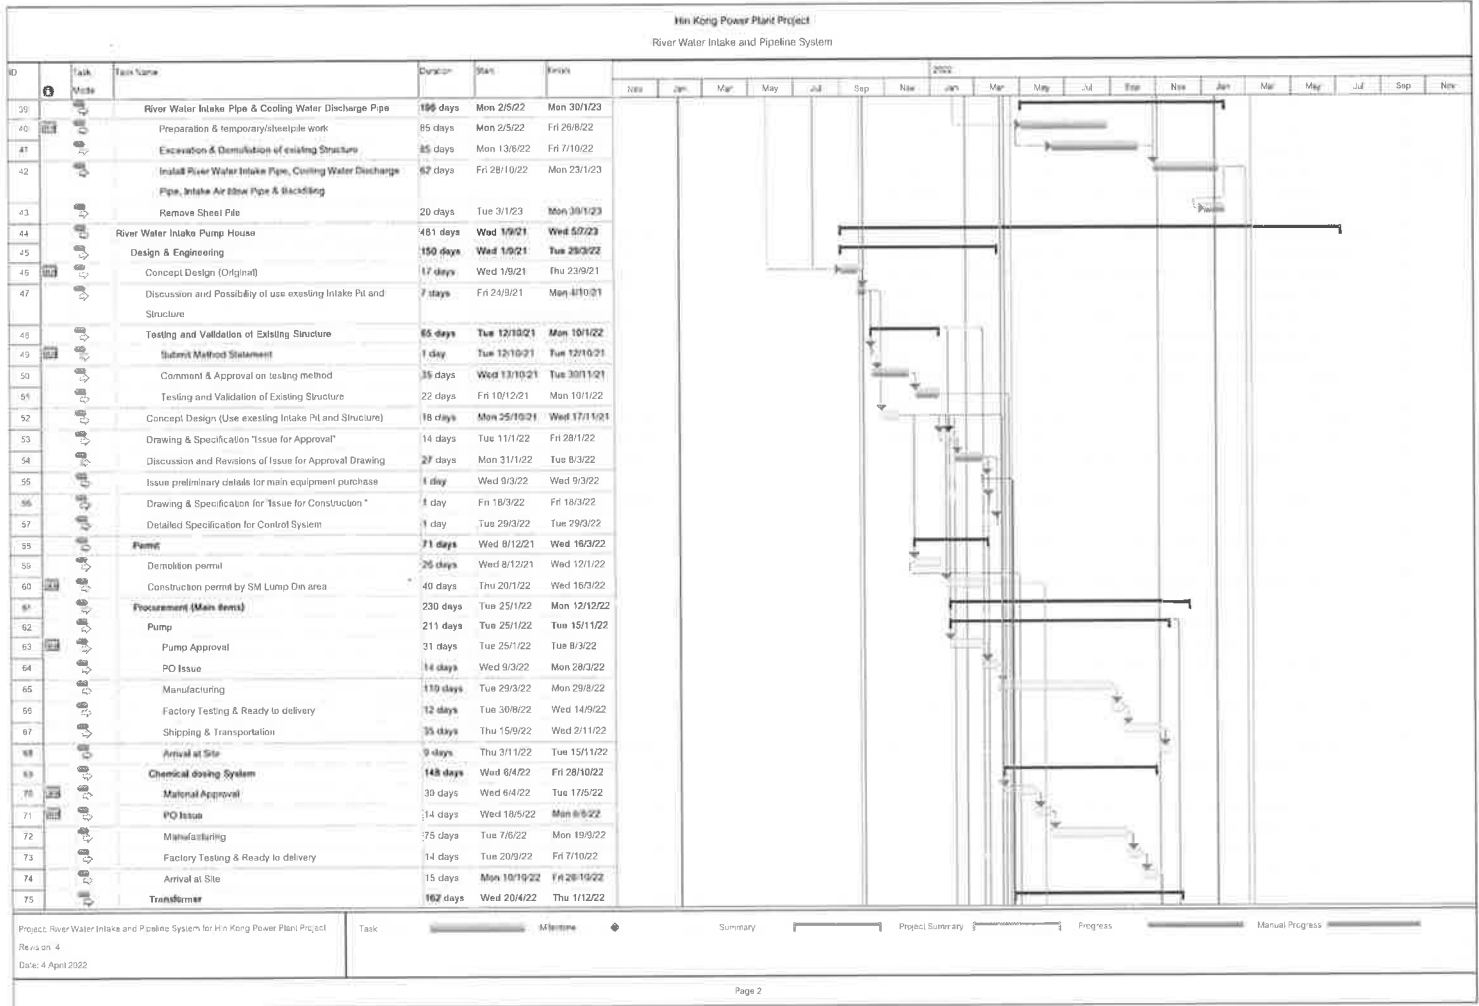 Hin Kong Power Plant Project
River Water Intake and Pipeline System
ID Task Mode Task Name Duration Start Finish
2022
Nov Jan Mar May Jul Sep Nov Jan Mar May Jul Sep Nov Jan Mar May Jul Sep Nov
39 River Water Intake Pipe & Cooling Water Discharge Pipe 196 days Mon 2/5/22 Mon 30/1/23
40 Preparation & temporary/sheetpile work 85 days Mon 2/5/22 Fri 26/8/22
41 Excavation & Demolition of existing Structure 85 days Mon 13/6/22 Fri 7/10/22
42 Install River Water Intake Pipe, Cooling Water Discharge 62 days Fri 28/10/22 Mon 23/1/23
Pipe, Intake Air Blow Pipe & Backfilling
43 Remove Sheet Pile 20 days Tue 3/1/23 Mon 30/1/23
44 River Water Intake Pump House 481 days Wed 1/9/21 Wed 5/7/23
45 Design & Engineering 150 days Wed 1/9/21 Tue 29/3/22
46 Concept Design (Original) 17 days Wed 1/9/21 Thu 23/9/21
47 Discussion and Possibility of use exesting Intake Pit and 7 days Fri 24/9/21 Mon 4/10/21
Structure
48 Testing and Validation of Existing Structure 65 days Tue 12/10/21 Mon 10/1/22
49 Submit Method Statement 1 day Tue 12/10/21 Tue 12/10/21
50 Comment & Approval on testing method 35 days Wed 13/10/21 Tue 30/11/21
51 Testing and Validation of Existing Structure 22 days Fri 10/12/21 Mon 10/1/22
52 Concept Design (Use exesting Intake Pit and Structure) 18 days Mon 25/10/21 Wed 17/11/21
53 Drawing & Specification "Issue for Approval" 14 days Tue 11/1/22 Fri 28/1/22
54 Discussion and Revisions of Issue for Approval Drawing 27 days Mon 31/1/22 Tue 8/3/22
55 Issue preliminary details for main equipment purchase 1 day Wed 9/3/22 Wed 9/3/22
56 Drawing & Specification for "Issue for Construction " 1 day Fri 18/3/22 Fri 18/3/22
57 Detailed Specification for Control System 1 day Tue 29/3/22 Tue 29/3/22
58 Permit 71 days Wed 8/12/21 Wed 16/3/22
59 Demolition permit 26 days Wed 8/12/21 Wed 12/1/22
60 Construction permit by SM Lump Din area 40 days Thu 20/1/22 Wed 16/3/22
61 Procurement (Main items) 230 days Tue 25/1/22 Mon 12/12/22
62 Pump 211 days Tue 25/1/22 Tue 15/11/22
63 Pump Approval 31 days Tue 25/1/22 Tue 8/3/22
64 PO Issue 14 days Wed 9/3/22 Mon 28/3/22
65 Manufacturing 110 days Tue 29/3/22 Mon 29/8/22
66 Factory Testing & Ready to delivery 12 days Tue 30/8/22 Wed 14/9/22
67 Shipping & Transportation 35 days Thu 15/9/22 Wed 2/11/22
68 Arrival at Site 9 days Thu 3/11/22 Tue 15/11/22
69 Chemical dosing System 148 days Wed 6/4/22 Fri 28/10/22
70 Material Approval 30 days Wed 6/4/22 Tue 17/5/22
71 PO Issue 14 days Wed 18/5/22 Mon 6/6/22
72 Manufacturing 75 days Tue 7/6/22 Mon 19/9/22
73 Factory Testing & Ready to delivery 14 days Tue 20/9/22 Fri 7/10/22
74 Arrival at Site 15 days Mon 10/10/22 Fri 28/10/22
75 Transformer 162 days Wed 20/4/22 Thu 1/12/22
Project: River Water Intake and Pipeline System for Hin Kong Power Plant Project
Revision 4
Date: 4 April 2022
Task Milestone Summary Project Summary Progress Manual Progress
Page 2